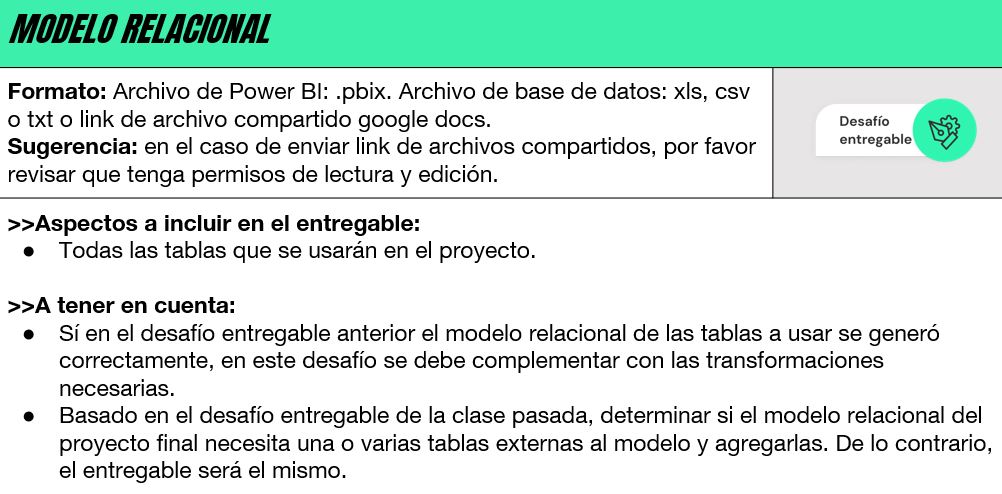 MODELO RELACIONAL
Formato: Archivo de Power BI: .pbix. Archivo de base de datos: xls, csv
o txt o link de archivo compartido google docs.
Sugerencia: en el caso de enviar link de archivos compartidos, por favor
revisar que tenga permisos de lectura y edición.
Desafío
entregable
>>Aspectos a incluir en el entregable:
● Todas las tablas que se usarán en el proyecto.
>>A tener en cuenta:
● Sí en el desafío entregable anterior el modelo relacional de las tablas a usar se generó
correctamente, en este desafío se debe complementar con las transformaciones
necesarias.
● Basado en el desafío entregable de la clase pasada, determinar si el modelo relacional del
proyecto final necesita una o varias tablas externas al modelo y agregarlas. De lo contrario,
el entregable será el mismo.